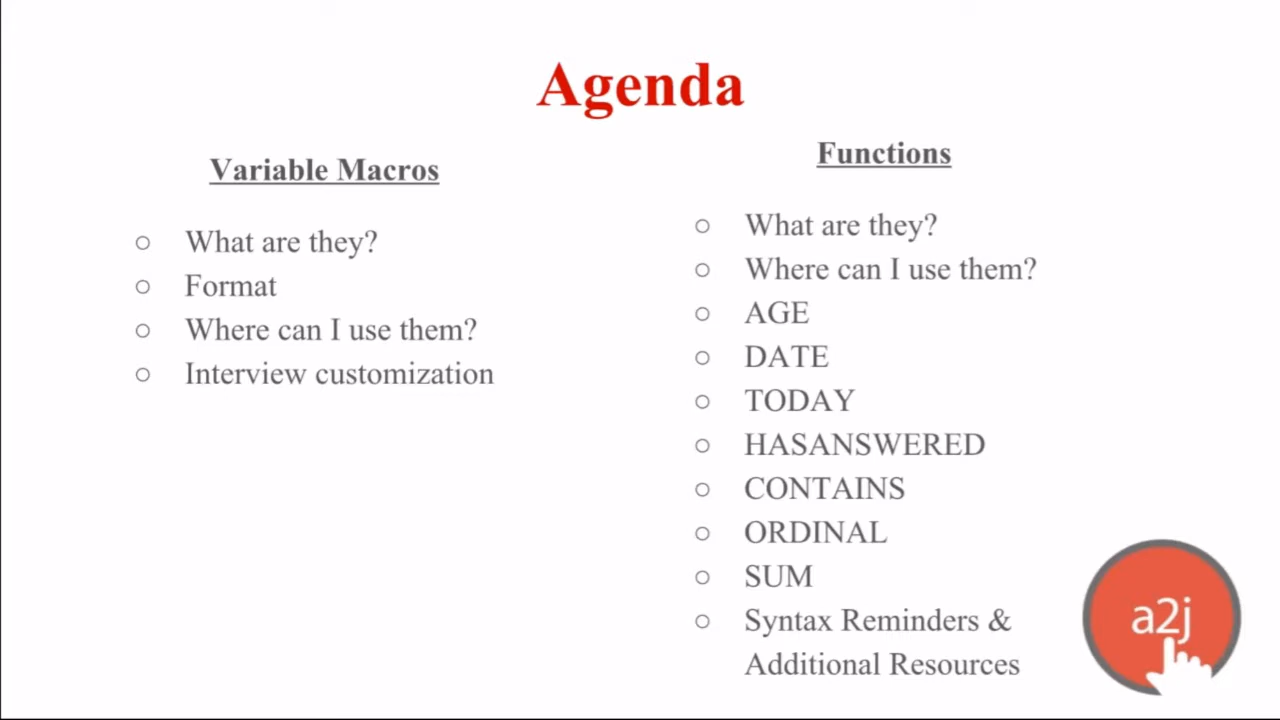 Agenda
Variable Macros
○ What are they?
○ Format
○ Where can I use them?
○ Interview customization
Functions
○ What are they?
○ Where can I use them?
○ AGE
○ DATE
○ TODAY
○ HASANSWERED
○ CONTAINS
○ ORDINAL
○ SUM
○ Syntax Reminders &
Additional Resources
a2j